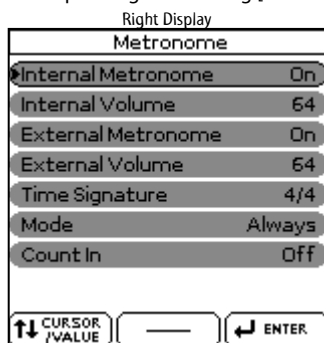 Right Display
Metronome
Internal Metronome On
Internal Volume 64
External Metronome On
External Volume 64
Time Signature 4/4
Mode Always
Count In Off
CURSOR
/VALUE
ENTER